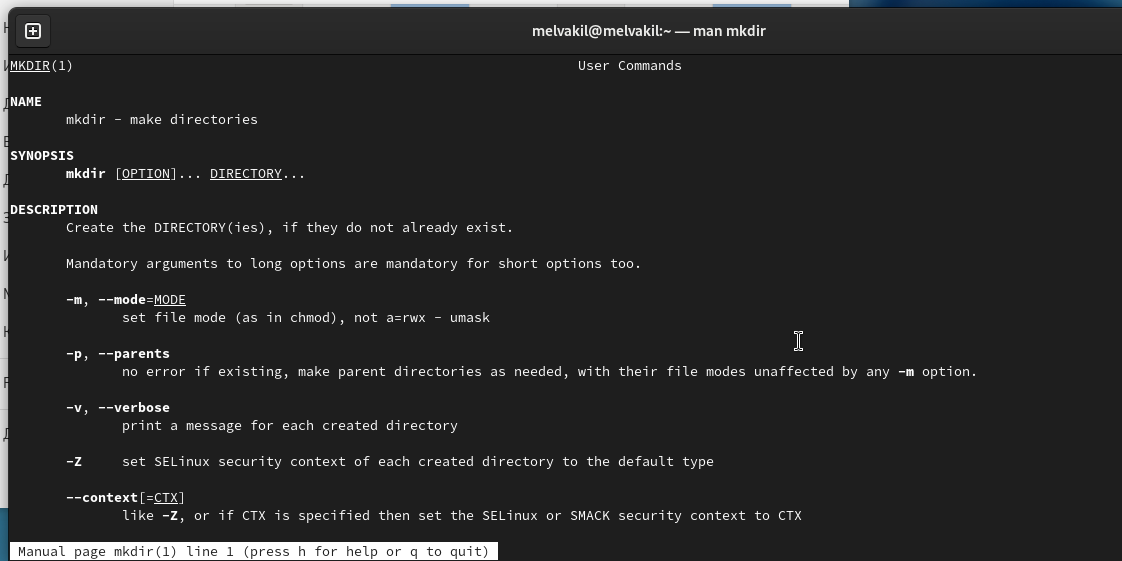 melvakil@melvakil:~ — man mkdir
MKDIR(1) User Commands
NAME
mkdir - make directories
SYNOPSIS
mkdir [OPTION]... DIRECTORY...
DESCRIPTION
Create the DIRECTORY(ies), if they do not already exist.
Mandatory arguments to long options are mandatory for short options too.
-m, --mode=MODE
set file mode (as in chmod), not a=rwx - umask
-p, --parents
no error if existing, make parent directories as needed, with their file modes unaffected by any -m option.
-v, --verbose
print a message for each created directory
-Z set SELinux security context of each created directory to the default type
--context[=CTX]
like -Z, or if CTX is specified then set the SELinux or SMACK security context to CTX
Manual page mkdir(1) line 1 (press h for help or q to quit)